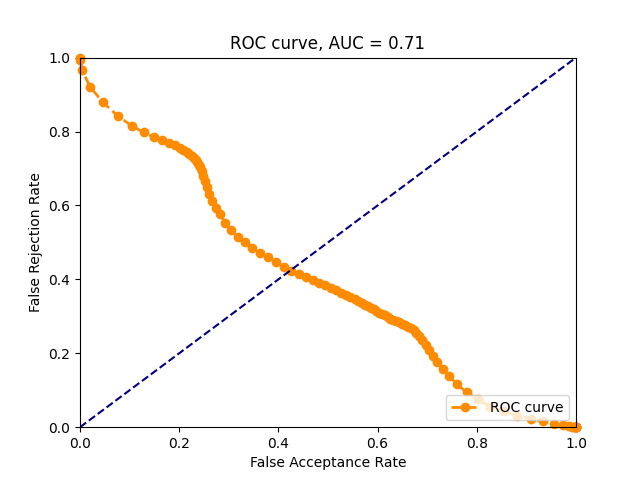 ROC curve, AUC = 0.71
1.0
0.8
0.6
0.4
0.2
0.0
False Rejection Rate
ROC curve
0.0 0.2 0.4 0.6 0.8 1.0
False Acceptance Rate